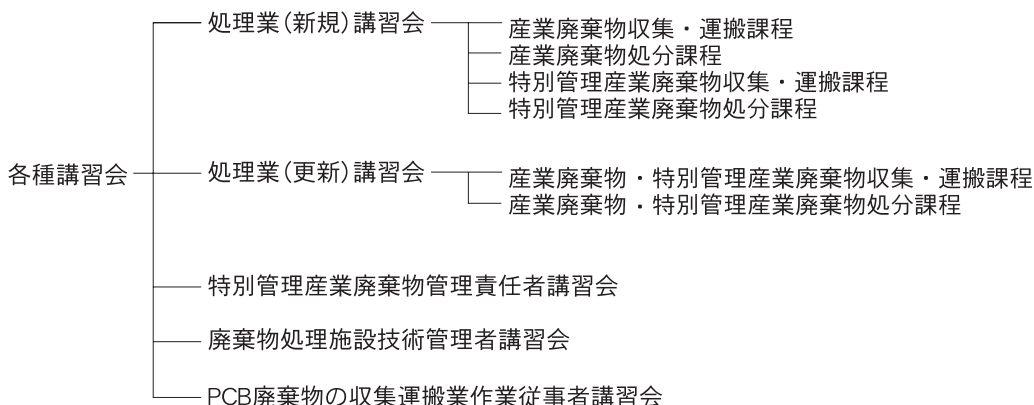 処理業(新規)講習会
産業廃棄物収集・運搬課程
産業廃棄物処分課程
特別管理産業廃棄物収集・運搬課程
特別管理産業廃棄物処分課程
各種講習会
処理業(更新)講習会
産業廃棄物・特別管理産業廃棄物収集・運搬課程
産業廃棄物・特別管理産業廃棄物処分課程
特別管理産業廃棄物管理責任者講習会
廃棄物処理施設技術管理者講習会
PCB廃棄物の収集運搬業作業従事者講習会